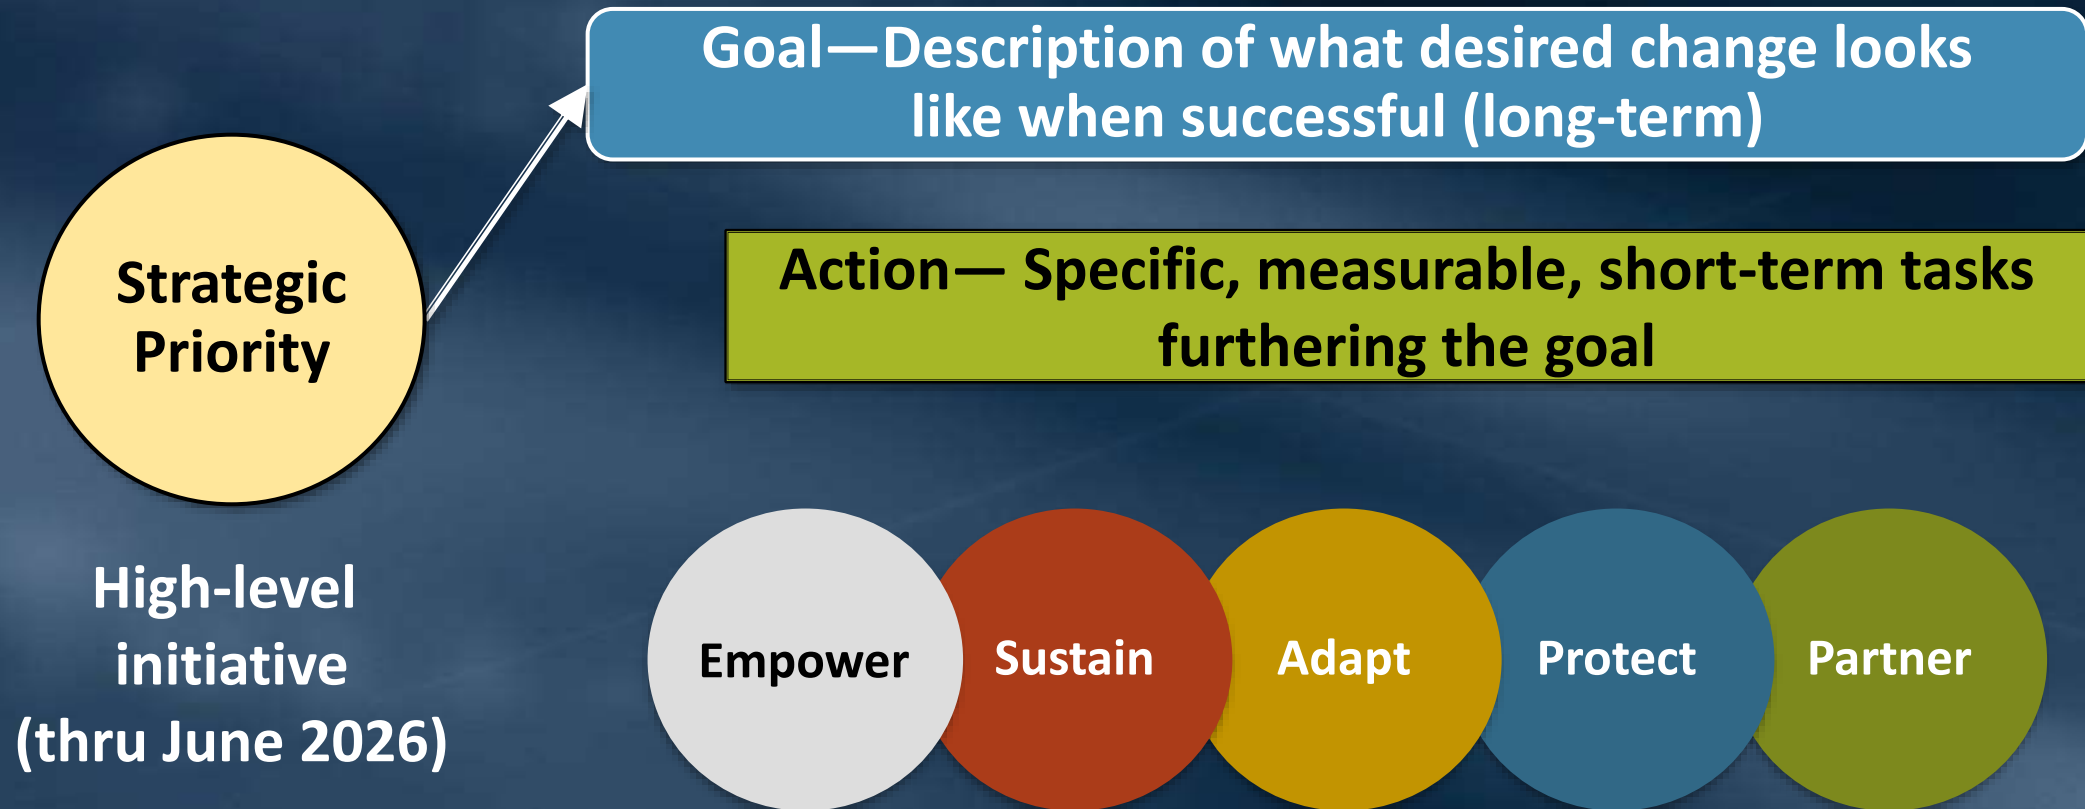 Goal—Description of what desired change looks
like when successful (long-term)
Strategic
Priority
Action— Specific, measurable, short-term tasks
furthering the goal
High-level
initiative
(thru June 2026)
Empower
Sustain
Adapt
Protect
Partner